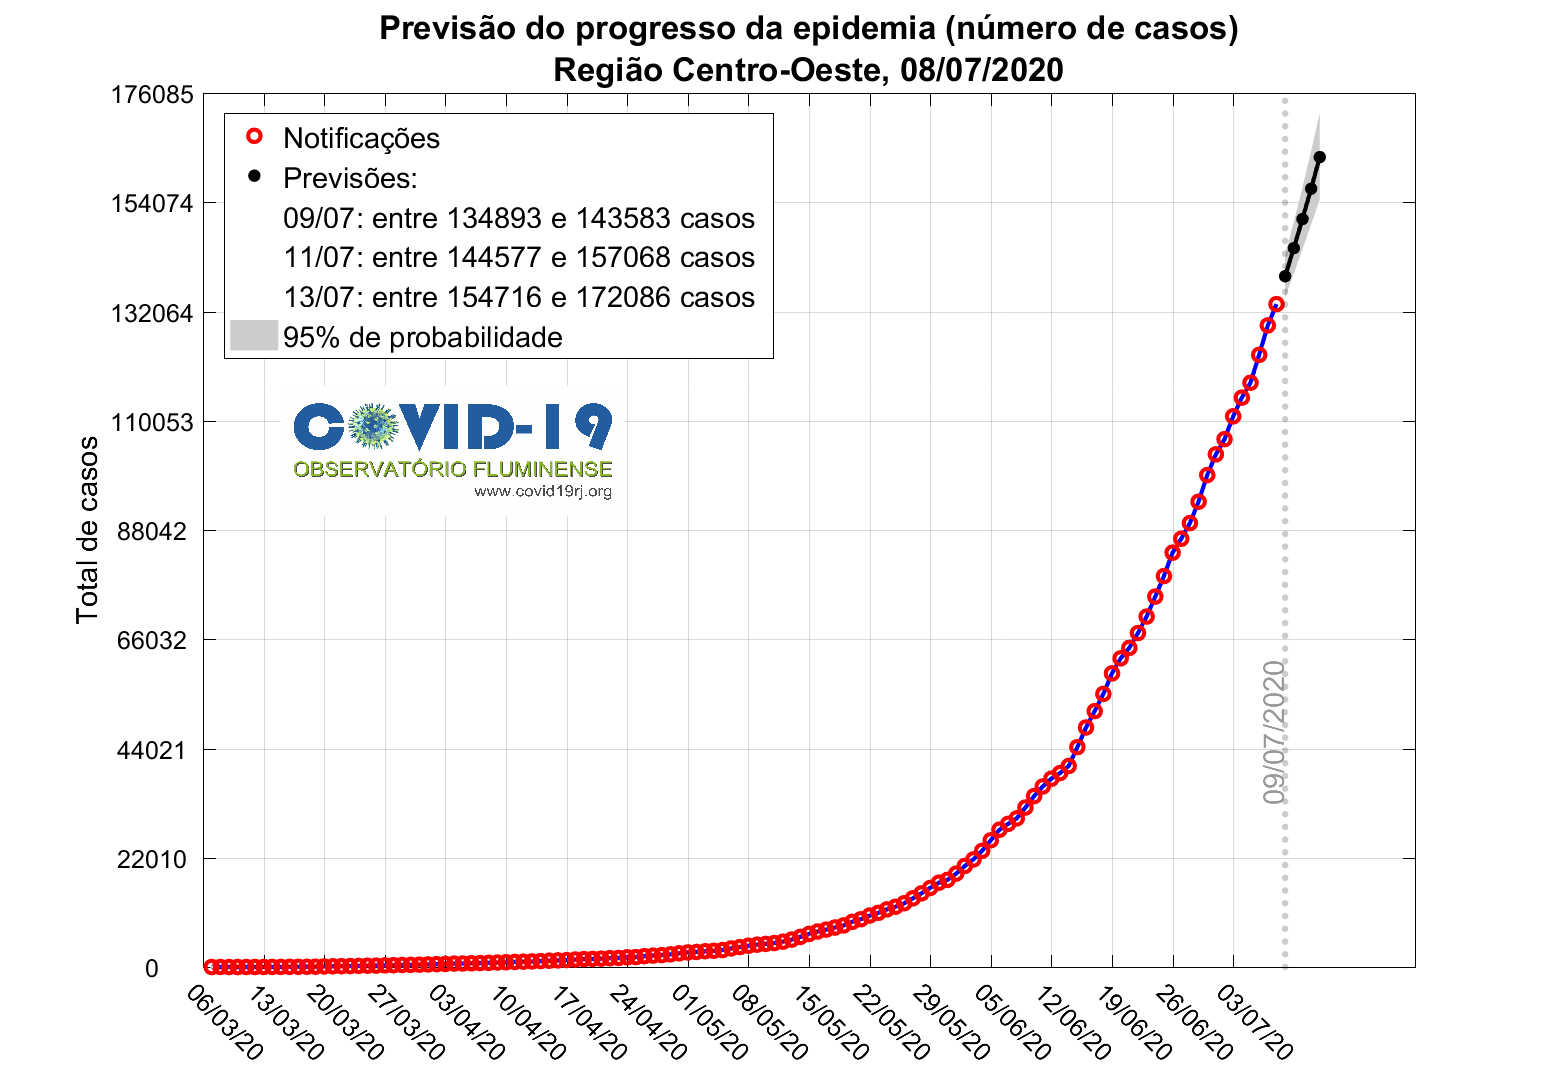 Previsão do progresso da epidemia (número de casos)
Região Centro-Oeste, 08/07/2020
176085
154074
132064
110053
88042
66032
44021
22010
0
Total de casos
Notificações
Previsões:
09/07: entre 134893 e 143583 casos
11/07: entre 144577 e 157068 casos
13/07: entre 154716 e 172086 casos
95% de probabilidade
COVID-19
OBSERVATÓRIO FLUMINENSE
www.covid19rj.org
09/07/2020
06/03/20
13/03/20
20/03/20
27/03/20
03/04/20
10/04/20
17/04/20
24/04/20
01/05/20
08/05/20
15/05/20
22/05/20
29/05/20
05/06/20
12/06/20
19/06/20
26/06/20
03/07/20